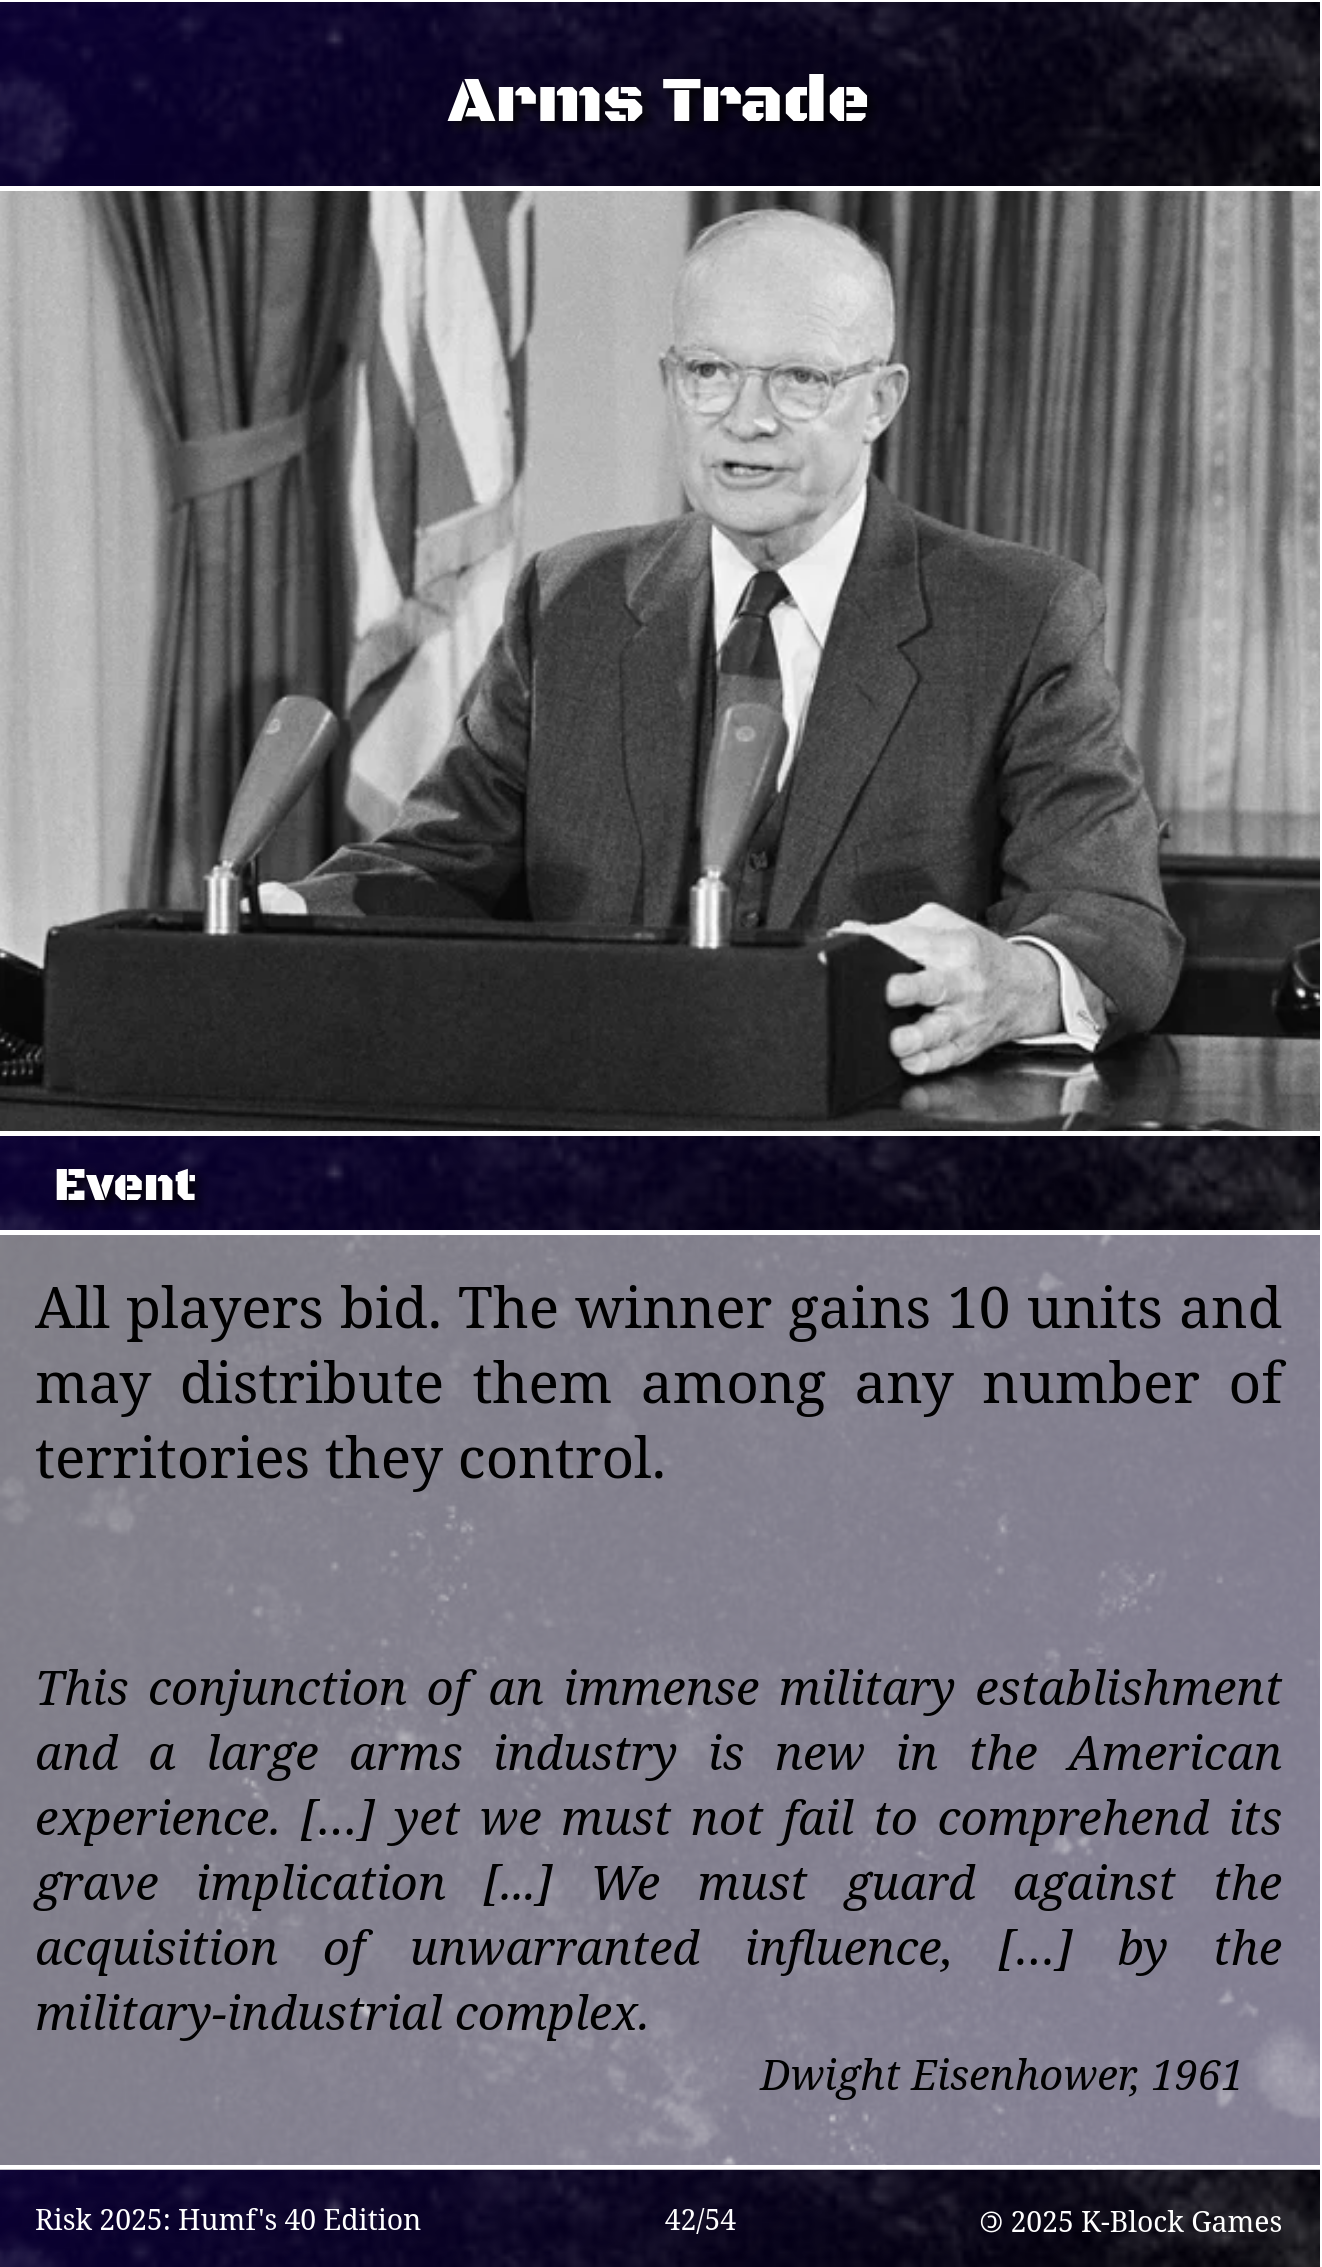 Arms Trade
Event
All players bid. The winner gains 10 units and
may distribute them among any number of
territories they control.
This conjunction of an immense military establishment
and a large arms industry is new in the American
experience. […] yet we must not fail to comprehend its
grave implication [...] We must guard against the
acquisition of unwarranted influence, […] by the
military-industrial complex.
Dwight Eisenhower, 1961
Risk 2025: Humf's 40 Edition
42/54
🄯 2025 K-Block Games